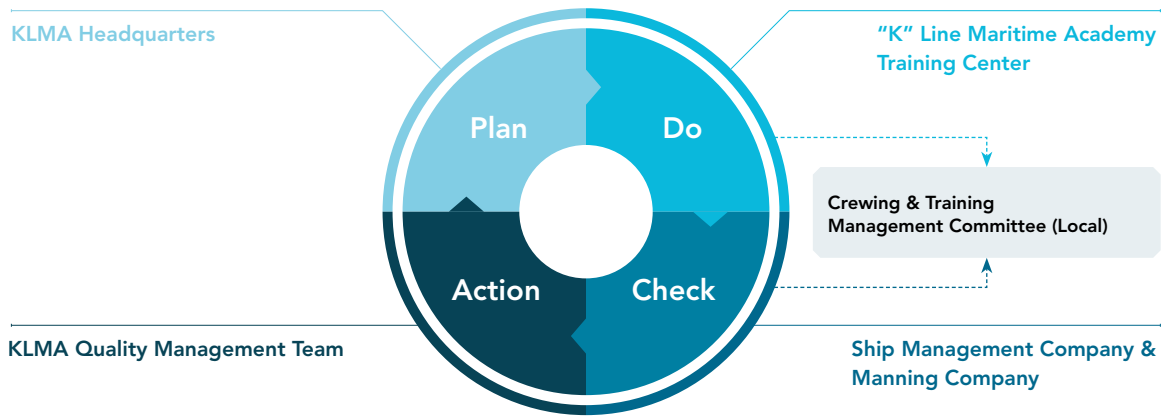 KLMA Headquarters
“K” Line Maritime Academy
Training Center
Plan
Do
Crewing & Training
Management Committee (Local)
Action
Check
KLMA Quality Management Team
Ship Management Company &
Manning Company